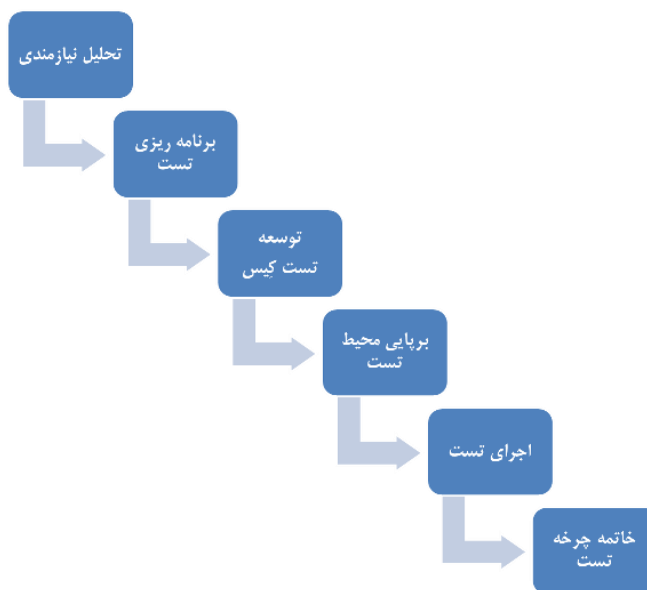 تحلیل نیازمندی
برنامه ریزی
تست
توسعه
تست کِیس
برپایی محیط
تست
اجرای تست
خاتمه چرخه
تست